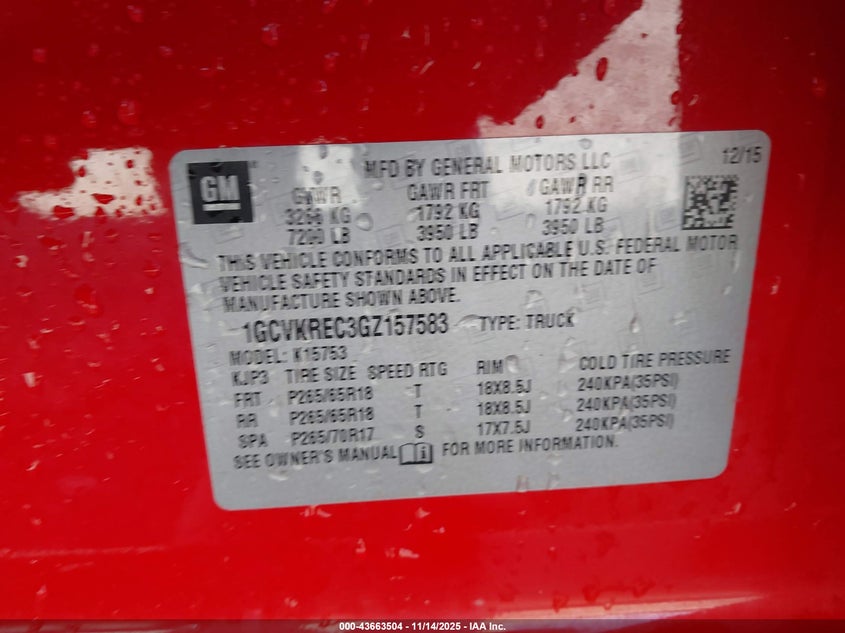 GM
MFD BY GENERAL MOTORS LLC 12/15
GVWR GAWR FRT GAWR RR
3266 KG 1792 KG 1792 KG
7200 LB 3950 LB 3950 LB
THIS VEHICLE CONFORMS TO ALL APPLICABLE U.S. FEDERAL MOTOR
VEHICLE SAFETY STANDARDS IN EFFECT ON THE DATE OF
MANUFACTURE SHOWN ABOVE.
1GCVKREC3GZ157583 TYPE: TRUCK
MODEL: K15753
KJP3 TIRE SIZE SPEED RTG RIM COLD TIRE PRESSURE
FRT P265/65R18 T 18X8.5J 240KPA(35PSI)
RR P265/65R18 T 18X8.5J 240KPA(35PSI)
SPA P265/70R17 S 17X7.5J 240KPA(35PSI)
SEE OWNER'S MANUAL i FOR MORE INFORMATION.
000-43663504 | 11/14/2025 | IAA Inc.